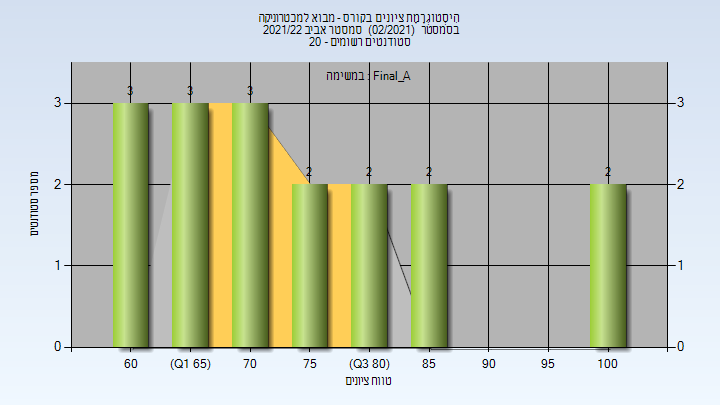 היסטוגרמת ציונים בקורס - מבוא למכטרוניקה
בסמסטר (02/2021) סמסטר אביב 2021/22
סטודנטים רשומים - 20
במשימה : Final_A
3 3 3 2 2 2 2
3 3
2 2
1 1
0 0
מספר סטודנטים
60 (Q1 65) 70 75 (Q3 80) 85 90 95 100
טווח ציונים